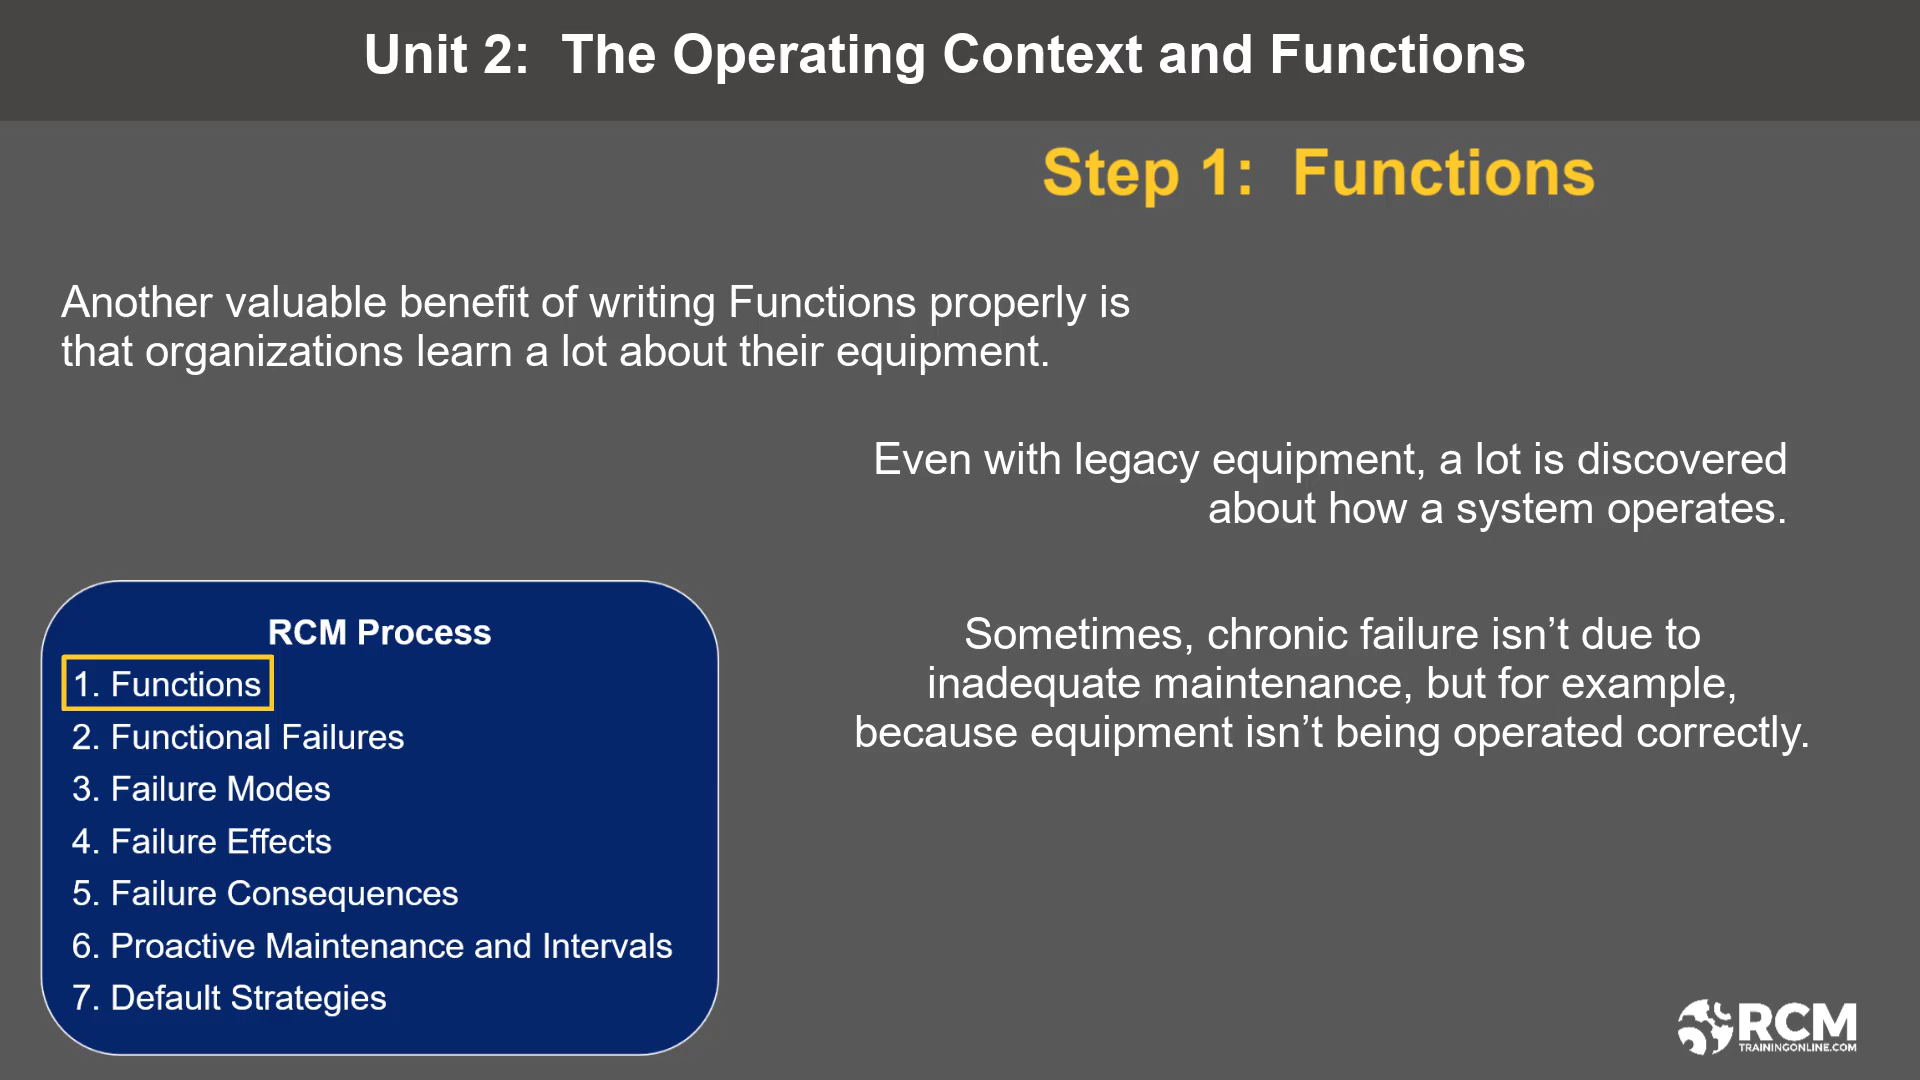 Unit 2:  The Operating Context and Functions
Step 1:  Functions
Another valuable benefit of writing Functions properly is
that organizations learn a lot about their equipment.
Even with legacy equipment, a lot is discovered
about how a system operates.
Sometimes, chronic failure isn’t due to
inadequate maintenance, but for example,
because equipment isn’t being operated correctly.
RCM Process
1. Functions
2. Functional Failures
3. Failure Modes
4. Failure Effects
5. Failure Consequences
6. Proactive Maintenance and Intervals
7. Default Strategies
RCM
TRAININGONLINE.COM